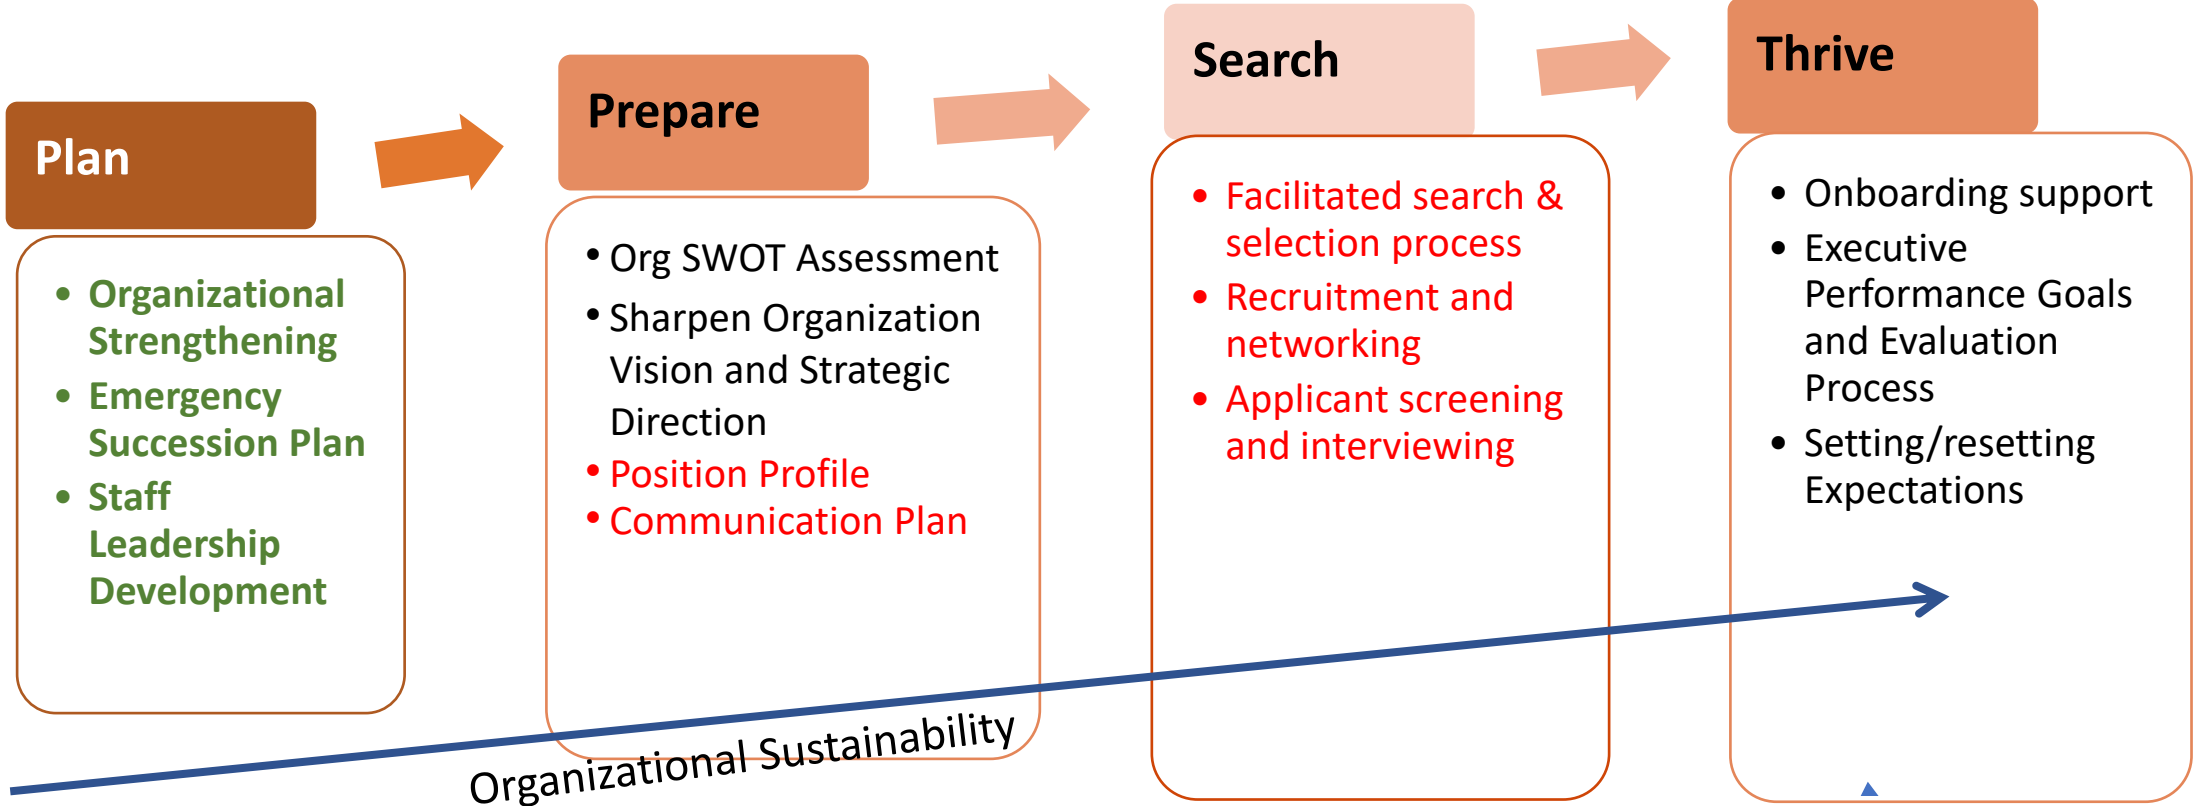 Plan
• Organizational
Strengthening
• Emergency
Succession Plan
• Staff
Leadership
Development
Prepare
• Org SWOT Assessment
• Sharpen Organization
Vision and Strategic
Direction
• Position Profile
• Communication Plan
Search
• Facilitated search &
selection process
• Recruitment and
networking
• Applicant screening
and interviewing
Thrive
• Onboarding support
• Executive
Performance Goals
and Evaluation
Process
• Setting/resetting
Expectations
Organizational Sustainability